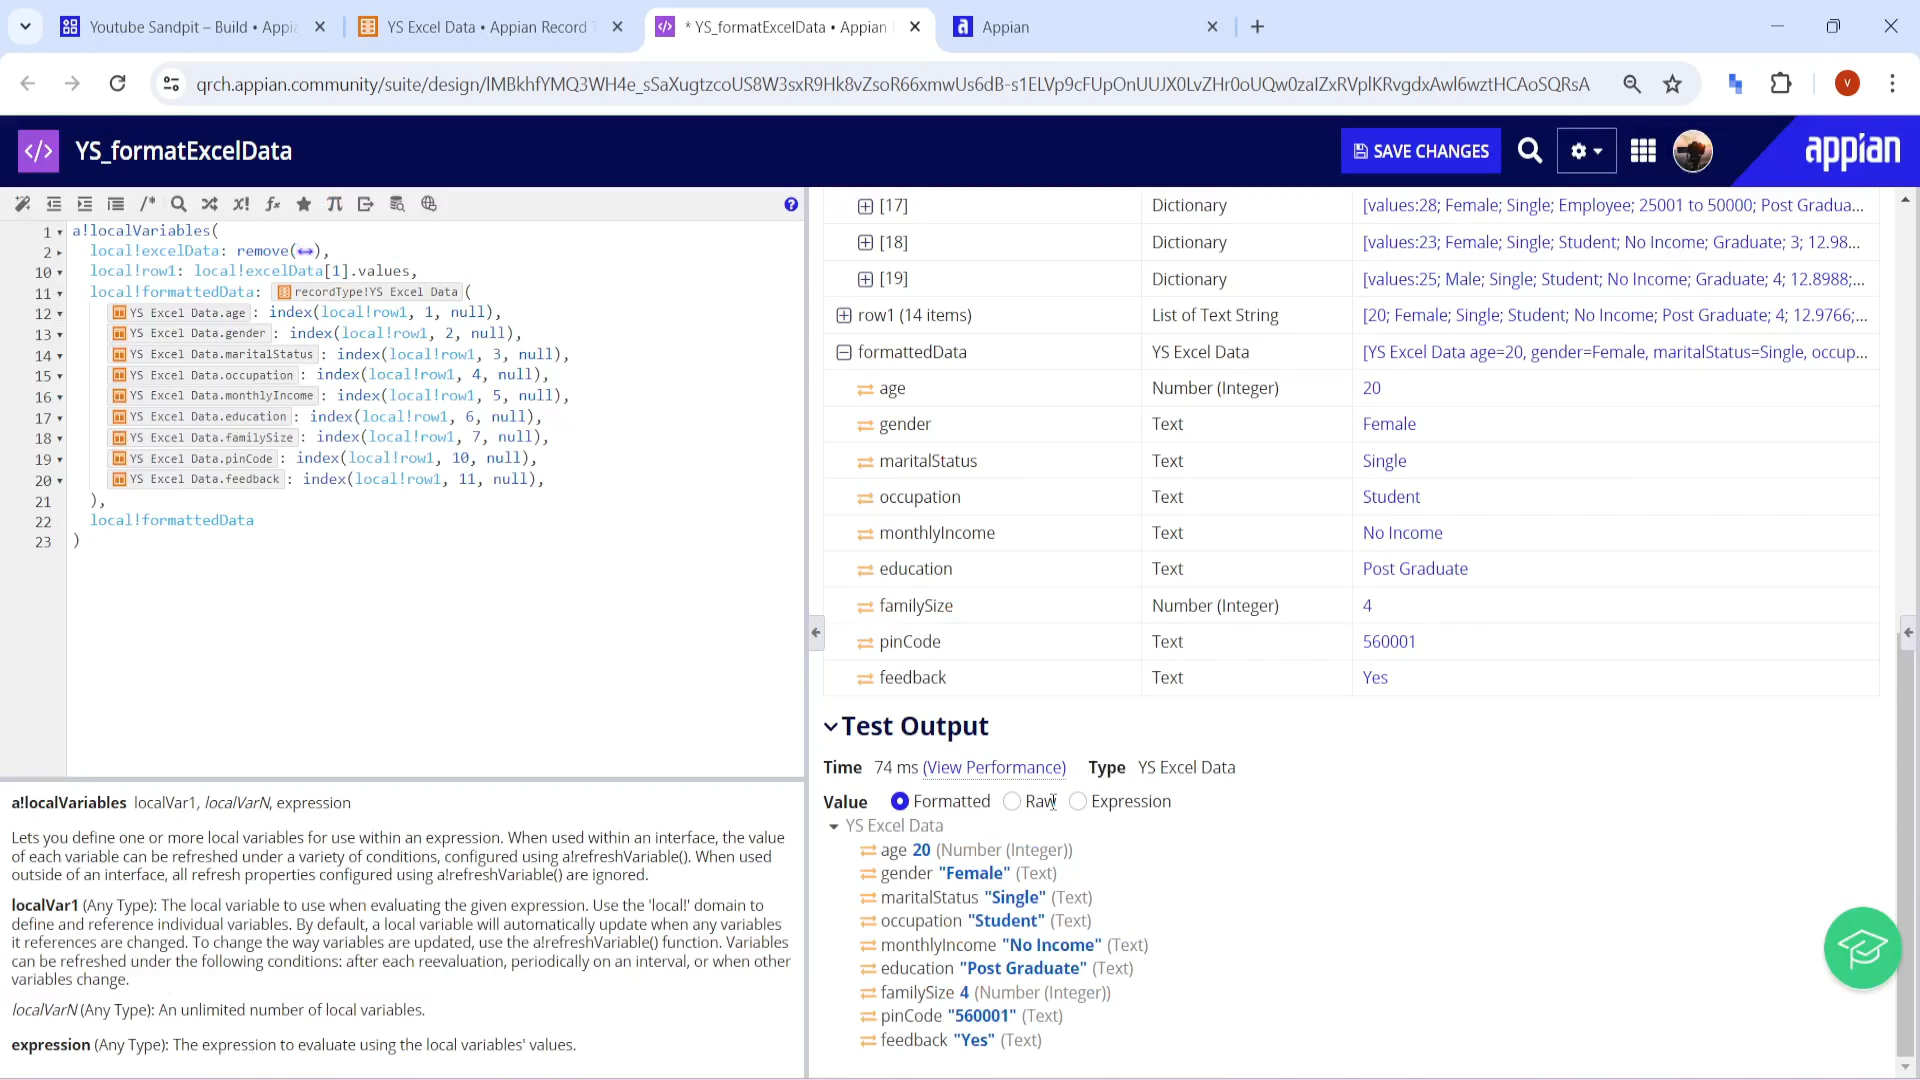 Youtube Sandpit – Build • Appia
YS Excel Data • Appian Record T
* YS_formatExcelData • Appian
Appian
qrch.appian.community/suite/design/lMBkhfYMQ3WH4e_sSaXugtzcoUS8W3sxR9Hk8vZsoR66xmwUs6dB-s1ELVp9cFUpOnUUJX0LvZHr0oUQw0zaIZxRVplKRvgdxAwl6wztHCAoSQRsA
V
YS_formatExcelData
SAVE CHANGES
appian
1 a!localVariables(
2 local!excelData: remove(),
10 local!row1: local!excelData[1].values,
11 local!formattedData: recordType!YS Excel Data (
12 YS Excel Data.age : index(local!row1, 1, null),
13 YS Excel Data.gender : index(local!row1, 2, null),
14 YS Excel Data.maritalStatus : index(local!row1, 3, null),
15 YS Excel Data.occupation : index(local!row1, 4, null),
16 YS Excel Data.monthlyIncome : index(local!row1, 5, null),
17 YS Excel Data.education : index(local!row1, 6, null),
18 YS Excel Data.familySize : index(local!row1, 7, null),
19 YS Excel Data.pinCode : index(local!row1, 10, null),
20 YS Excel Data.feedback : index(local!row1, 11, null),
21 ),
22 local!formattedData
23 )
a!localVariables localVar1, localVarN, expression
Lets you define one or more local variables for use within an expression. When used within an interface, the value
of each variable can be refreshed under a variety of conditions, configured using a!refreshVariable(). When used
outside of an interface, all refresh properties configured using a!refreshVariable() are ignored.
localVar1 (Any Type): The local variable to use when evaluating the given expression. Use the 'local!' domain to
define and reference individual variables. By default, a local variable will automatically update when any variables
it references are changed. To change the way variables are updated, use the a!refreshVariable() function. Variables
can be refreshed under the following conditions: after each reevaluation, periodically on an interval, or when other
variables change.
localVarN (Any Type): An unlimited number of local variables.
expression (Any Type): The expression to evaluate using the local variables' values.
[17] Dictionary [values:28; Female; Single; Employee; 25001 to 50000; Post Gradua...
[18] Dictionary [values:23; Female; Single; Student; No Income; Graduate; 3; 12.98...
[19] Dictionary [values:25; Male; Single; Student; No Income; Graduate; 4; 12.8988;...
row1 (14 items) List of Text String [20; Female; Single; Student; No Income; Post Graduate; 4; 12.9766;...
formattedData YS Excel Data [YS Excel Data age=20, gender=Female, maritalStatus=Single, occup...
age Number (Integer) 20
gender Text Female
maritalStatus Text Single
occupation Text Student
monthlyIncome Text No Income
education Text Post Graduate
familySize Number (Integer) 4
pinCode Text 560001
feedback Text Yes
Test Output
Time 74 ms (View Performance) Type YS Excel Data
Value Formatted Raw Expression
YS Excel Data
age 20 (Number (Integer))
gender "Female" (Text)
maritalStatus "Single" (Text)
occupation "Student" (Text)
monthlyIncome "No Income" (Text)
education "Post Graduate" (Text)
familySize 4 (Number (Integer))
pinCode "560001" (Text)
feedback "Yes" (Text)